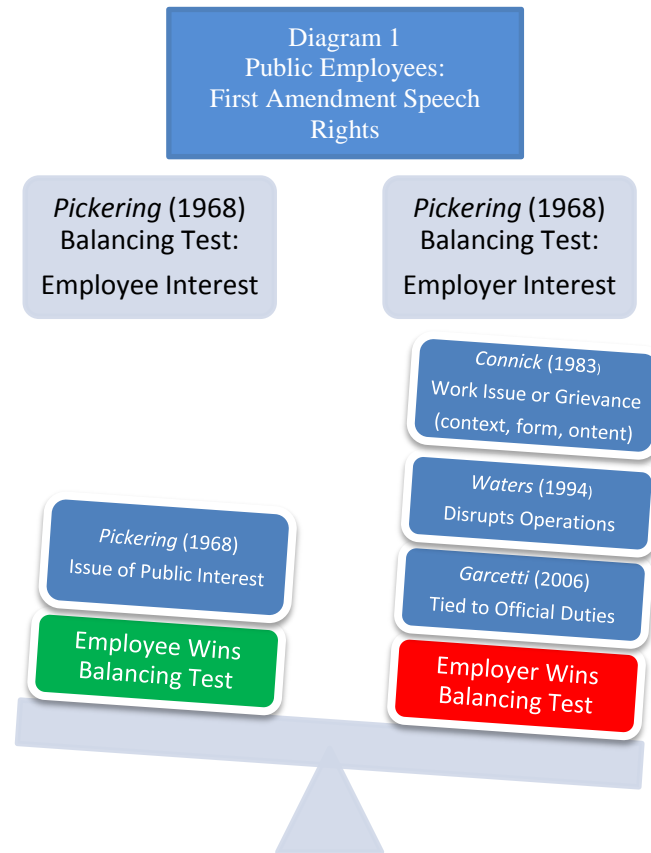 Diagram 1
Public Employees:
First Amendment Speech
Rights
Pickering (1968)
Balancing Test:
Employee Interest
Pickering (1968)
Balancing Test:
Employer Interest
Connick (1983)
Work Issue or Grievance
(context, form, ontent)
Waters (1994)
Disrupts Operations
Garcetti (2006)
Tied to Official Duties
Employer Wins
Balancing Test
Pickering (1968)
Issue of Public Interest
Employee Wins
Balancing Test